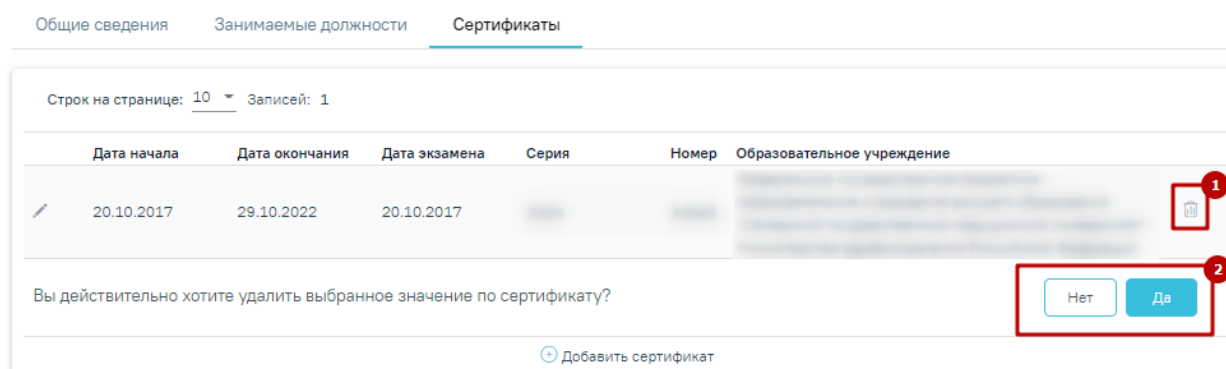 Общие сведения Занимаемые должности Сертификаты
Строк на странице: 10 Записей: 1
Дата начала Дата окончания Дата экзамена Серия Номер Образовательное учреждение
20.10.2017 29.10.2022 20.10.2017
1
Вы действительно хотите удалить выбранное значение по сертификату? Нет Да
2
Добавить сертификат